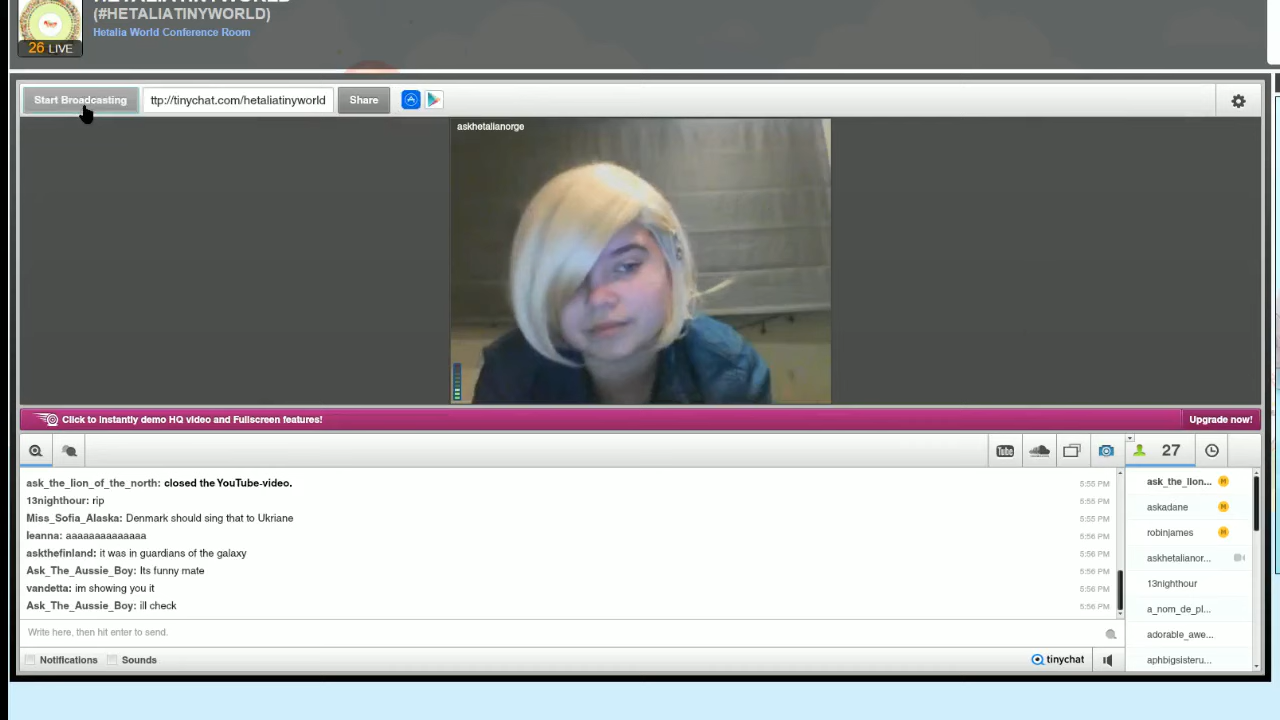 (#HETALIATINYWORLD)
Hetalia World Conference Room
26 LIVE
Start Broadcasting
ttp://tinychat.com/hetaliatinyworld
Share
askhetalianorge
Click to instantly demo HQ video and Fullscreen features!
Upgrade now!
You Tube
27
ask_the_lion_of_the_north: closed the YouTube-video. 5:55 PM
13nighthour: rip 5:55 PM
Miss_Sofia_Alaska: Denmark should sing that to Ukriane 5:55 PM
leanna: aaaaaaaaaaaaaa 5:56 PM
askthefinland: it was in guardians of the galaxy 5:56 PM
Ask_The_Aussie_Boy: Its funny mate 5:56 PM
vandetta: im showing you it 5:56 PM
Ask_The_Aussie_Boy: ill check 5:56 PM
Write here, then hit enter to send.
Notifications
Sounds
tinychat
ask_the_lion... M
askadane M
robinjames M
askhetalianor...
13nighthour
a_nom_de_pl...
adorable_awe...
aphbigsisteru...